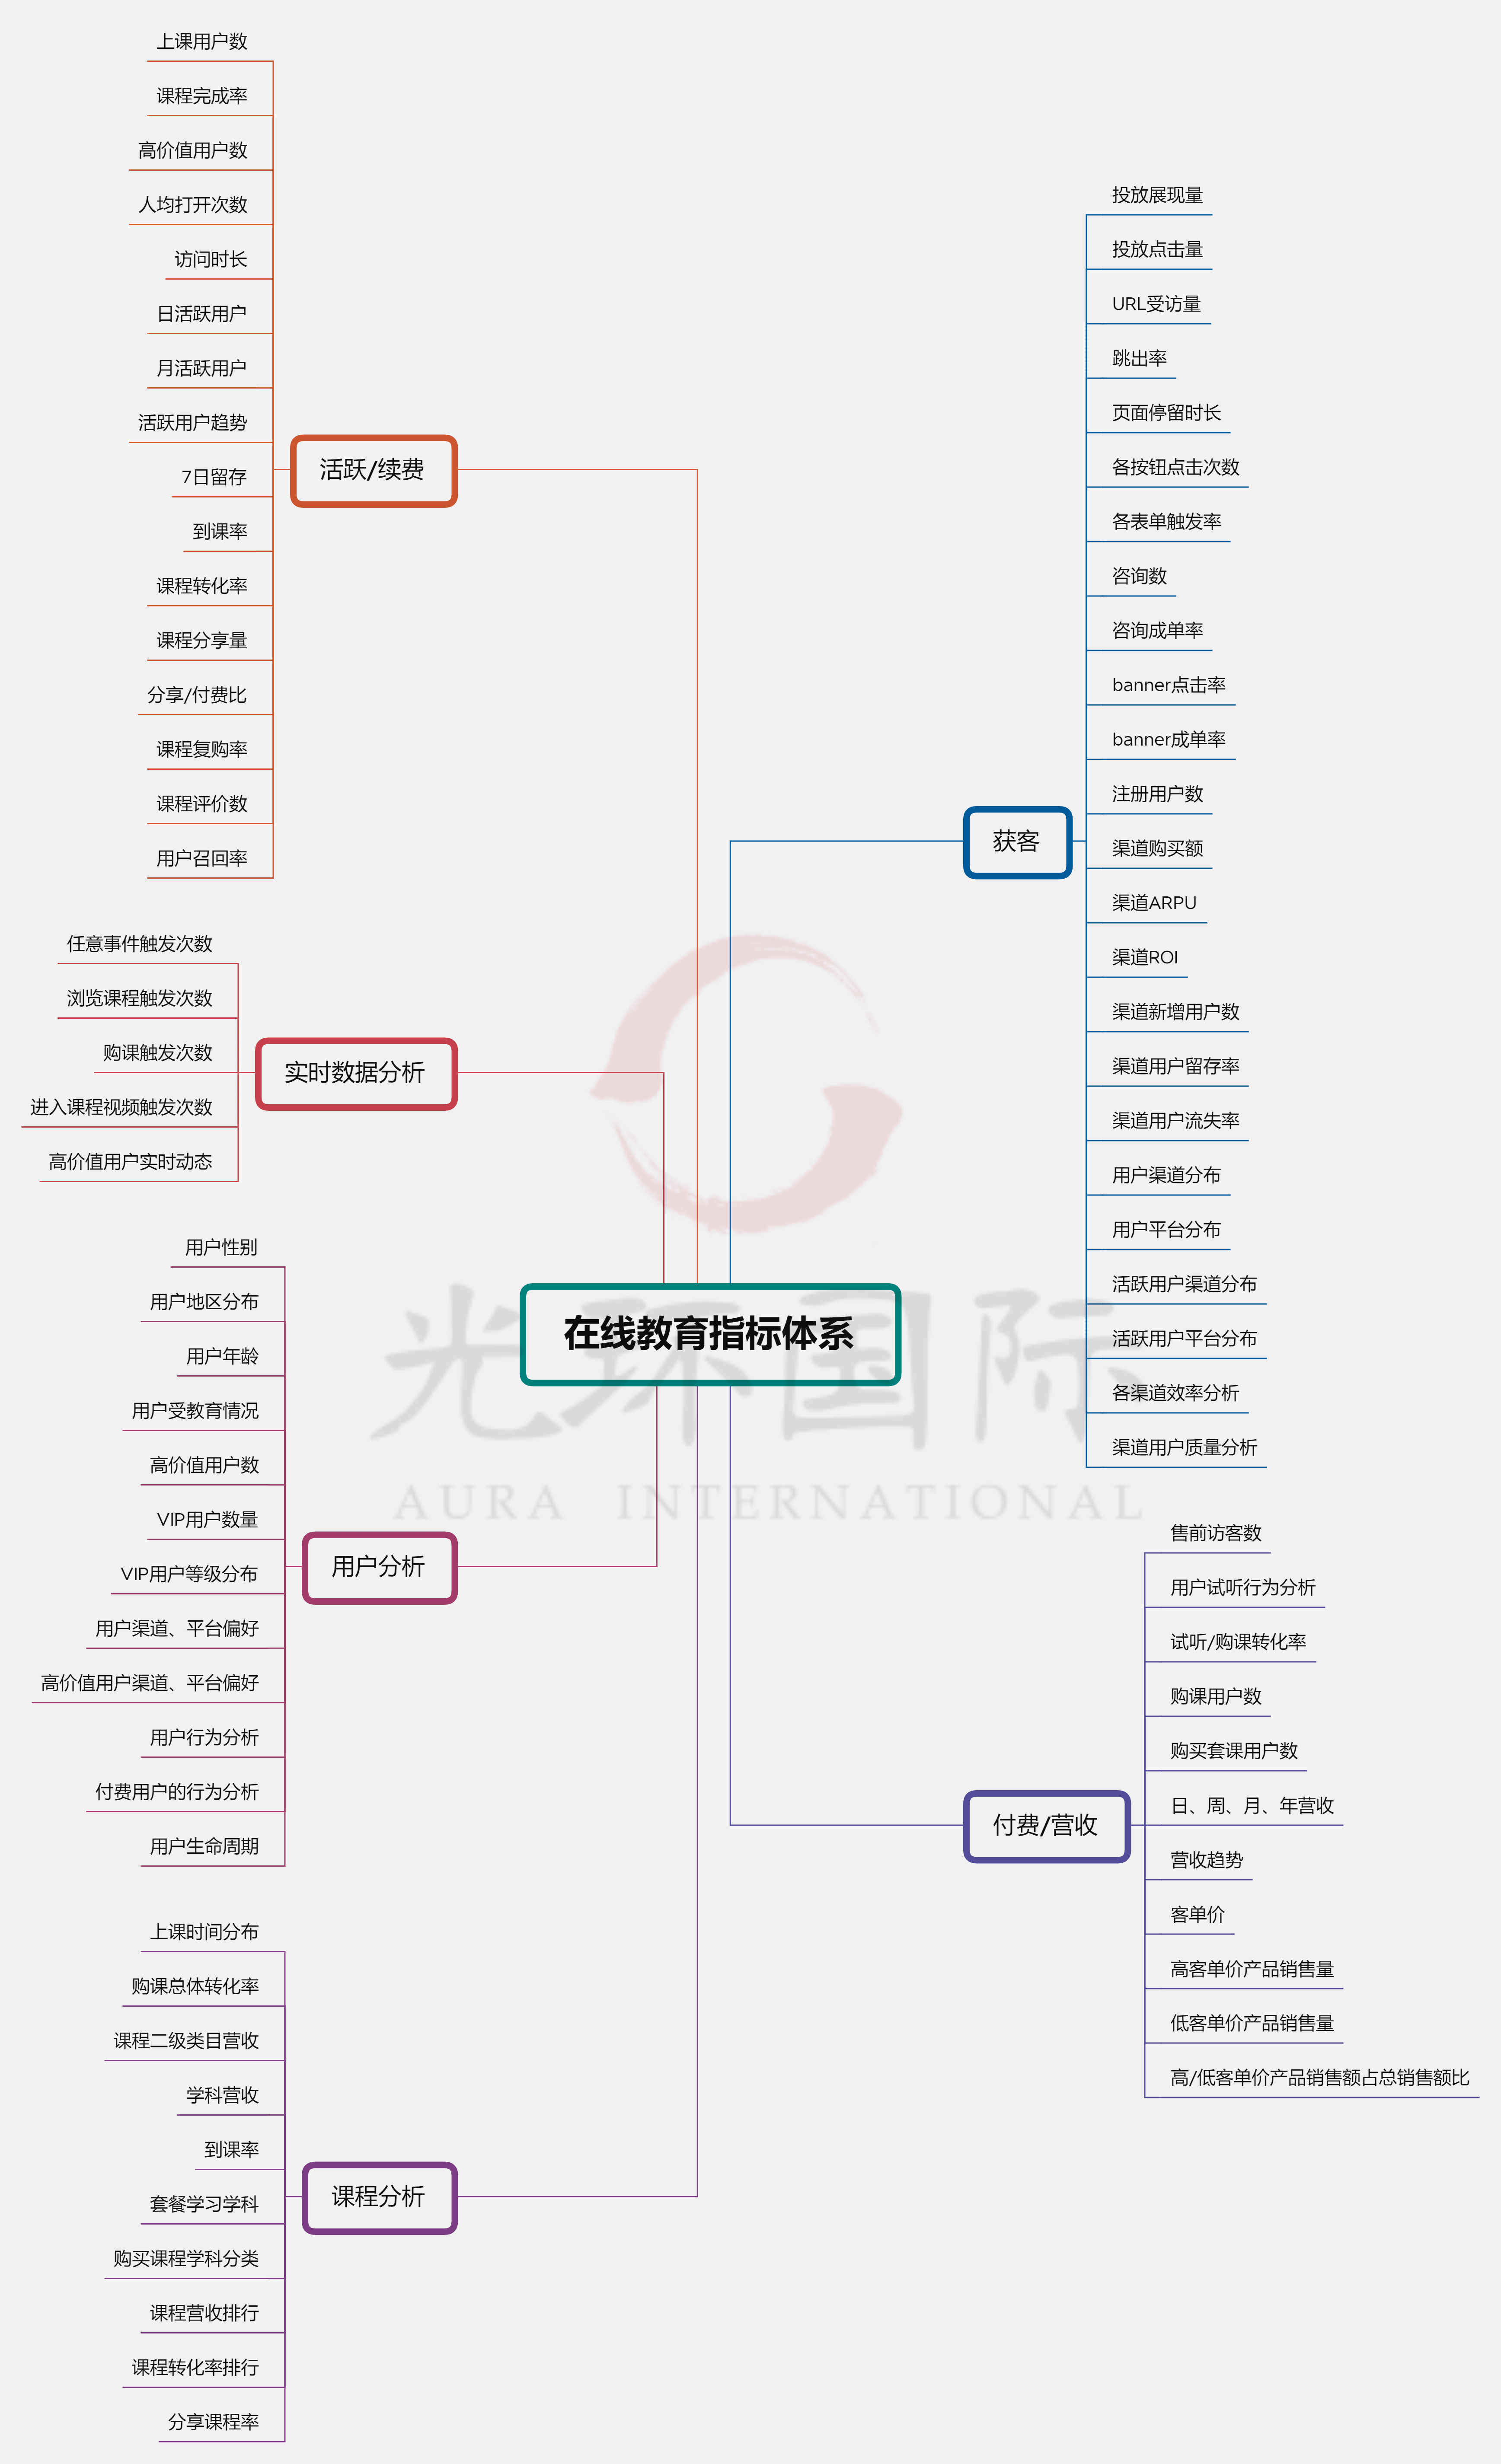 在线教育指标体系
获客
投放展现量
投放点击量
URL受访量
跳出率
页面停留时长
各按钮点击次数
各表单触发率
咨询数
咨询成单率
banner点击率
banner成单率
注册用户数
渠道购买额
渠道ARPU
渠道ROI
渠道新增用户数
渠道用户留存率
渠道用户流失率
用户渠道分布
用户平台分布
活跃用户渠道分布
活跃用户平台分布
各渠道效率分析
渠道用户质量分析
付费/营收
售前访客数
用户试听行为分析
试听/购课转化率
购课用户数
购买套课用户数
日、周、月、年营收
营收趋势
客单价
高客单价产品销售量
低客单价产品销售量
高/低客单价产品销售额占总销售额比
活跃/续费
上课用户数
课程完成率
高价值用户数
人均打开次数
访问时长
日活跃用户
月活跃用户
活跃用户趋势
7日留存
到课率
课程转化率
课程分享量
分享/付费比
课程复购率
课程评价数
用户召回率
实时数据分析
任意事件触发次数
浏览课程触发次数
购课触发次数
进入课程视频触发次数
高价值用户实时动态
用户分析
用户性别
用户地区分布
用户年龄
用户受教育情况
高价值用户数
VIP用户数量
VIP用户等级分布
用户渠道、平台偏好
高价值用户渠道、平台偏好
用户行为分析
付费用户的行为分析
用户生命周期
课程分析
上课时间分布
购课总体转化率
课程二级类目营收
学科营收
到课率
套餐学习学科
购买课程学科分类
课程营收排行
课程转化率排行
分享课程率
光环国际
AURA INTERNATIONAL